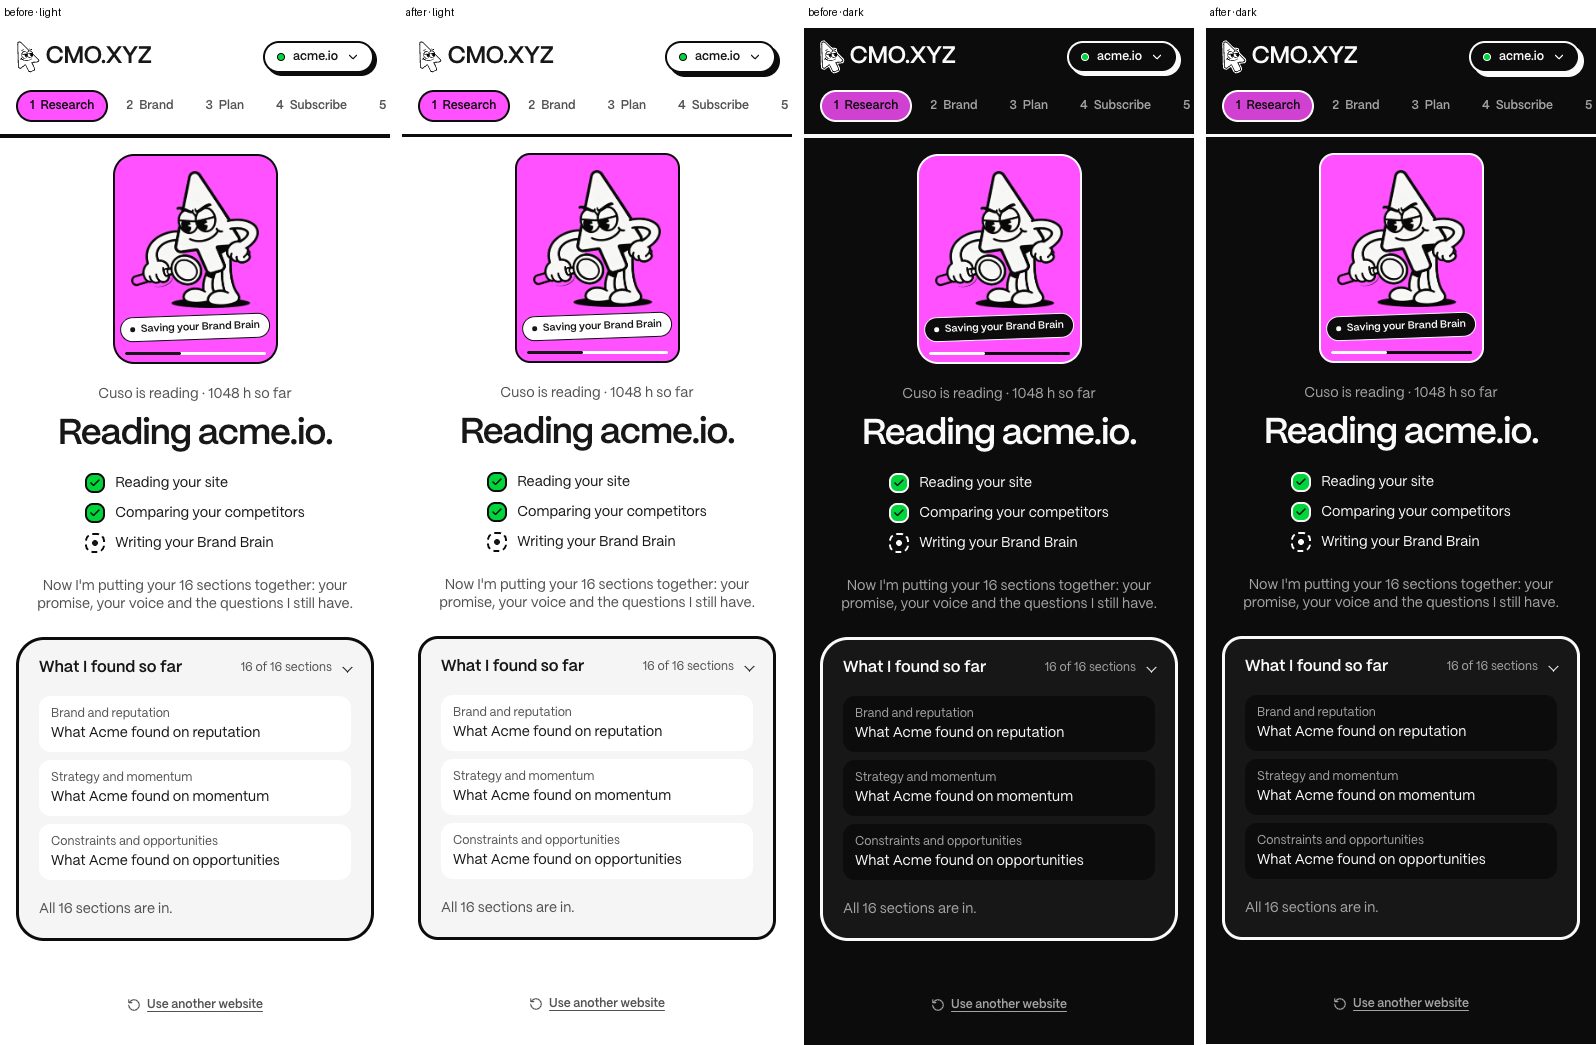 before · light
CMO.XYZ
acme.io
1 Research 2 Brand 3 Plan 4 Subscribe 5
Saving your Brand Brain
Cuso is reading · 1048 h so far
Reading acme.io.
Reading your site
Comparing your competitors
Writing your Brand Brain
Now I'm putting your 16 sections together: your
promise, your voice and the questions I still have.
What I found so far 16 of 16 sections
Brand and reputation
What Acme found on reputation
Strategy and momentum
What Acme found on momentum
Constraints and opportunities
What Acme found on opportunities
All 16 sections are in.
Use another website
after · light
CMO.XYZ
acme.io
1 Research 2 Brand 3 Plan 4 Subscribe 5
Saving your Brand Brain
Cuso is reading · 1048 h so far
Reading acme.io.
Reading your site
Comparing your competitors
Writing your Brand Brain
Now I'm putting your 16 sections together: your
promise, your voice and the questions I still have.
What I found so far 16 of 16 sections
Brand and reputation
What Acme found on reputation
Strategy and momentum
What Acme found on momentum
Constraints and opportunities
What Acme found on opportunities
All 16 sections are in.
Use another website
before · dark
CMO.XYZ
acme.io
1 Research 2 Brand 3 Plan 4 Subscribe 5
Saving your Brand Brain
Cuso is reading · 1048 h so far
Reading acme.io.
Reading your site
Comparing your competitors
Writing your Brand Brain
Now I'm putting your 16 sections together: your
promise, your voice and the questions I still have.
What I found so far 16 of 16 sections
Brand and reputation
What Acme found on reputation
Strategy and momentum
What Acme found on momentum
Constraints and opportunities
What Acme found on opportunities
All 16 sections are in.
Use another website
after · dark
CMO.XYZ
acme.io
1 Research 2 Brand 3 Plan 4 Subscribe 5
Saving your Brand Brain
Cuso is reading · 1048 h so far
Reading acme.io.
Reading your site
Comparing your competitors
Writing your Brand Brain
Now I'm putting your 16 sections together: your
promise, your voice and the questions I still have.
What I found so far 16 of 16 sections
Brand and reputation
What Acme found on reputation
Strategy and momentum
What Acme found on momentum
Constraints and opportunities
What Acme found on opportunities
All 16 sections are in.
Use another website